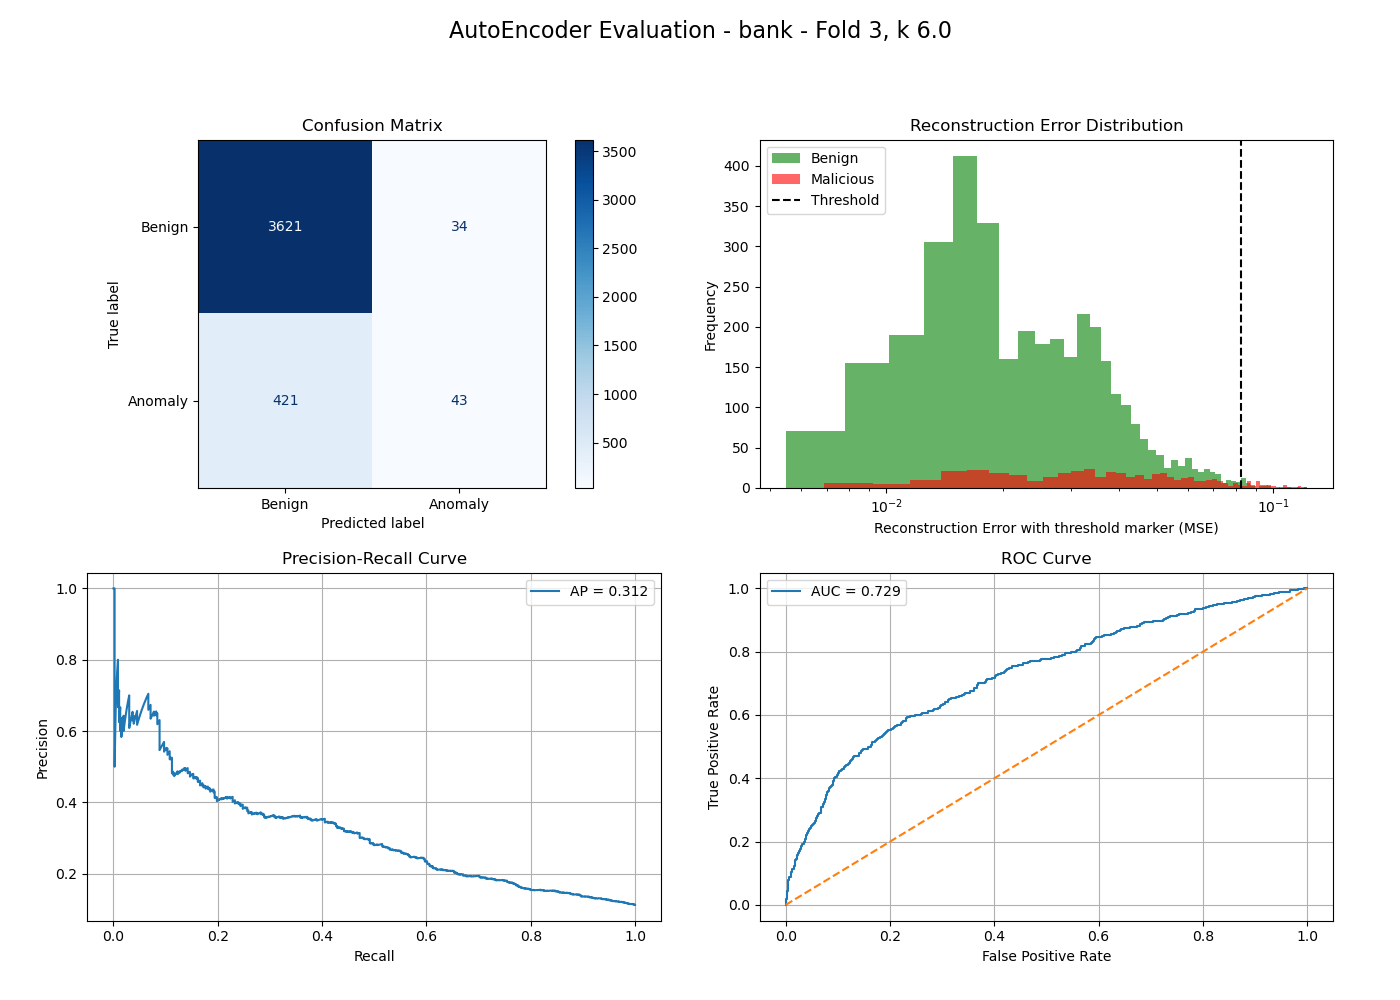 AutoEncoder Evaluation - bank - Fold 3, k 6.0
Confusion Matrix
True label
Benign
Anomaly
3621
34
421
43
Benign
Anomaly
Predicted label
3500
3000
2500
2000
1500
1000
500
Reconstruction Error Distribution
Benign
Malicious
Threshold
Frequency
400
350
300
250
200
150
100
50
0
10⁻²
10⁻¹
Reconstruction Error with threshold marker (MSE)
Precision-Recall Curve
AP = 0.312
Precision
1.0
0.8
0.6
0.4
0.2
0.0
0.2
0.4
0.6
0.8
1.0
Recall
ROC Curve
AUC = 0.729
True Positive Rate
1.0
0.8
0.6
0.4
0.2
0.0
0.0
0.2
0.4
0.6
0.8
1.0
False Positive Rate